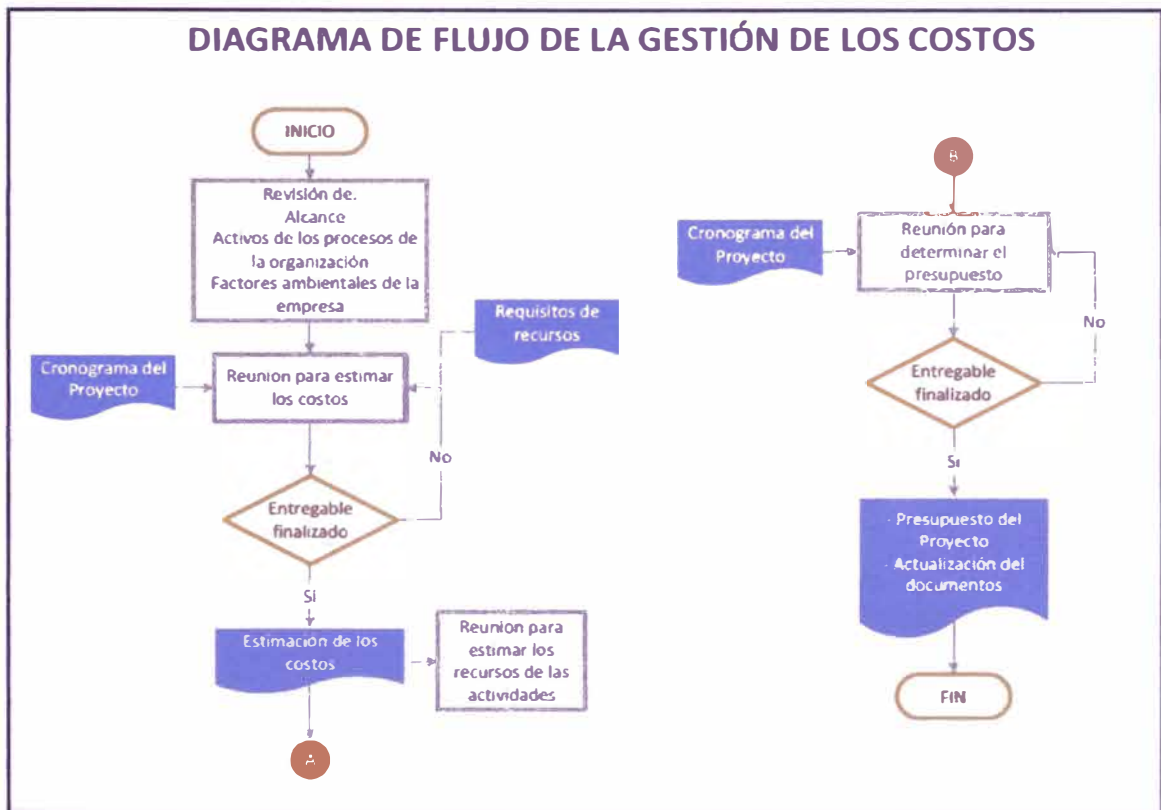 DIAGRAMA DE FLUJO DE LA GESTIÓN DE LOS COSTOS
INICIO
Revisión de.
Alcance
Activos de los procesos de
la organización
Factores ambientales de la
empresa
Requisitos de
recursos
Cronograma del
Proyecto
Reunion para estimar
los costos
No
Entregable
finalizado
Si
Estimación de los
costos
Reunion para
estimar los
recursos de las
actividades
A
B
Cronograma del
Proyecto
Reunión para
determinar el
presupuesto
No
Entregable
finalizado
Si
- Presupuesto del
Proyecto
- Actualización del
documentos
FIN